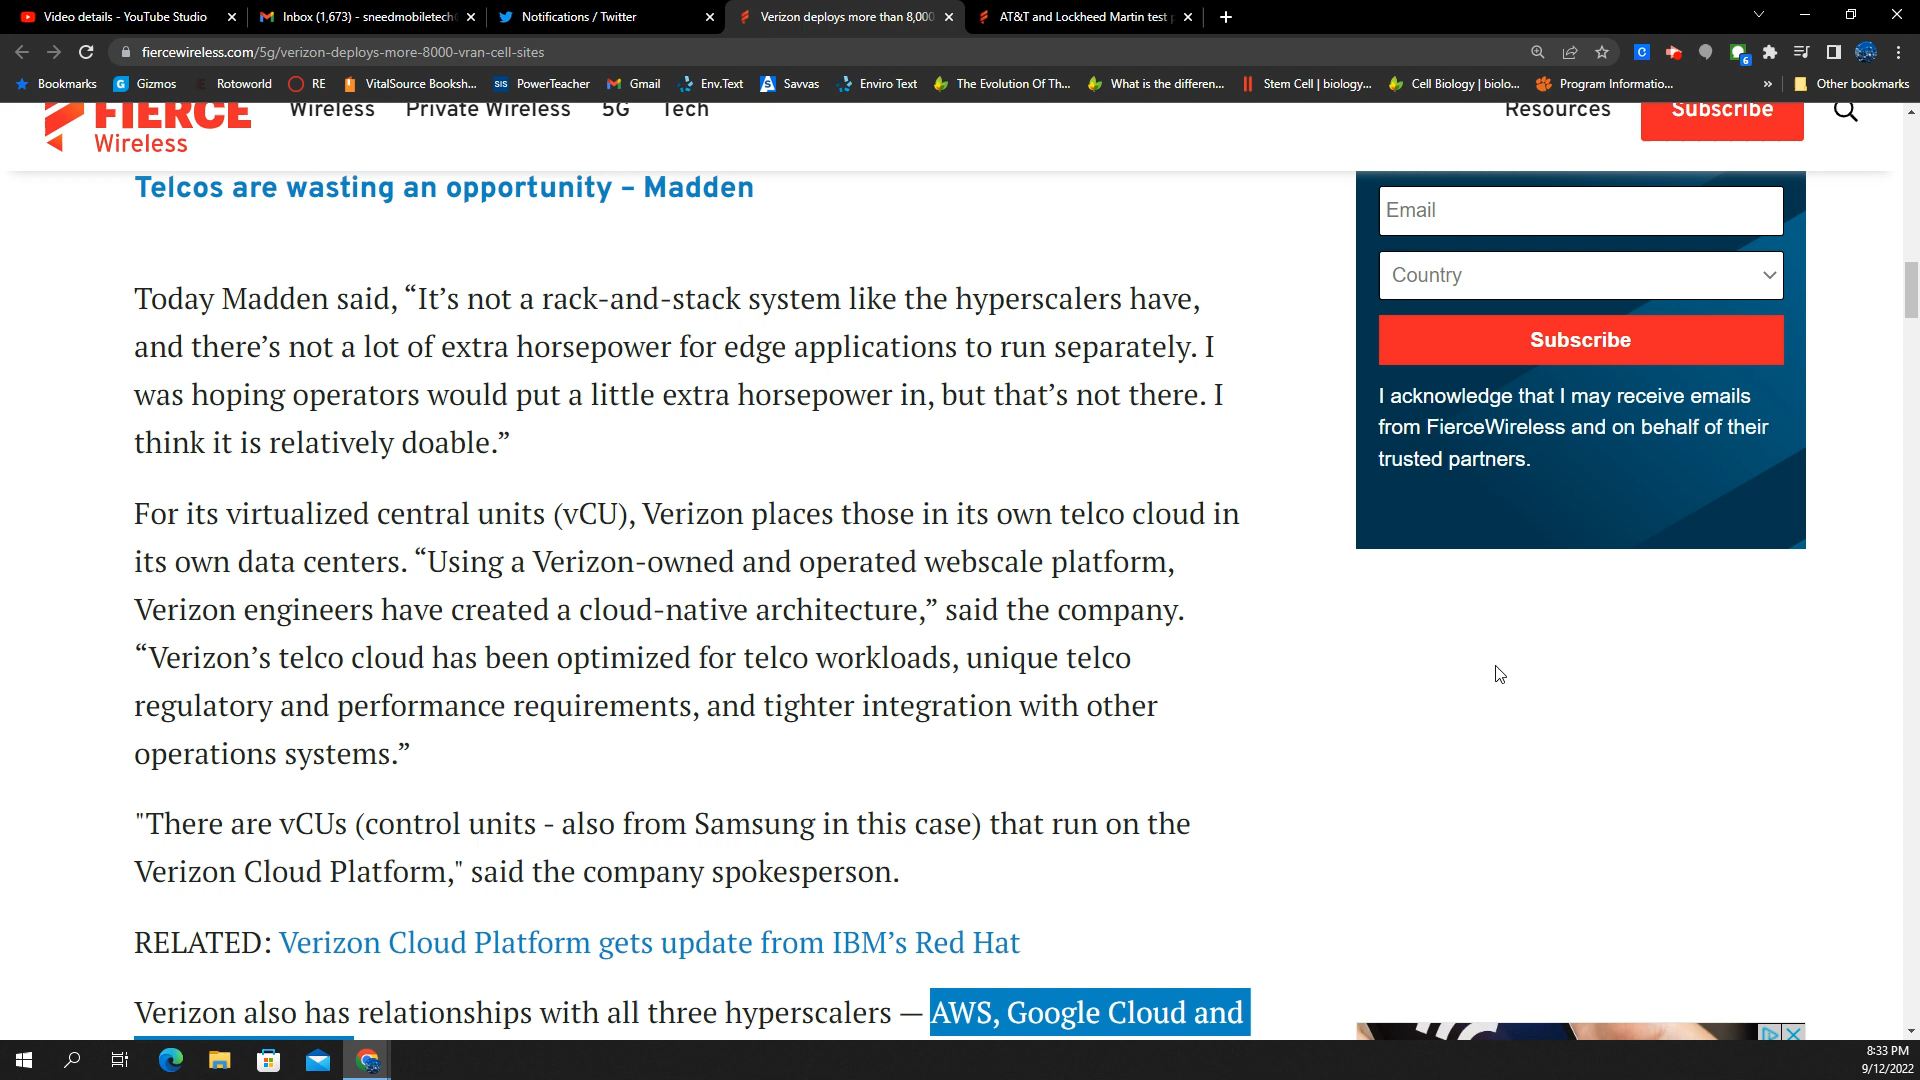 Video details - YouTube Studio
Inbox (1,673) - sneedmobiletech
Notifications / Twitter
Verizon deploys more than 8,000
AT&T and Lockheed Martin test
fiercewireless.com/5g/verizon-deploys-more-8000-vran-cell-sites
6
Bookmarks
Gizmos
Rotoworld
RE
VitalSource Booksh...
SIS PowerTeacher
Gmail
Env.Text
Savvas
Enviro Text
The Evolution Of Th...
What is the differen...
Stem Cell | biology...
Cell Biology | biolo...
Program Informatio...
»
Other bookmarks
FIERCE
Wireless
Wireless
Private Wireless
5G
Tech
Resources
Subscribe
Telcos are wasting an opportunity – Madden
Today Madden said, “It’s not a rack-and-stack system like the hyperscalers have,
and there’s not a lot of extra horsepower for edge applications to run separately. I
was hoping operators would put a little extra horsepower in, but that’s not there. I
think it is relatively doable.”
For its virtualized central units (vCU), Verizon places those in its own telco cloud in
its own data centers. “Using a Verizon-owned and operated webscale platform,
Verizon engineers have created a cloud-native architecture,” said the company.
“Verizon’s telco cloud has been optimized for telco workloads, unique telco
regulatory and performance requirements, and tighter integration with other
operations systems.”
"There are vCUs (control units - also from Samsung in this case) that run on the
Verizon Cloud Platform," said the company spokesperson.
RELATED: Verizon Cloud Platform gets update from IBM’s Red Hat
Verizon also has relationships with all three hyperscalers — AWS, Google Cloud and
Email
Country
Subscribe
I acknowledge that I may receive emails
from FierceWireless and on behalf of their
trusted partners.
8:33 PM
9/12/2022